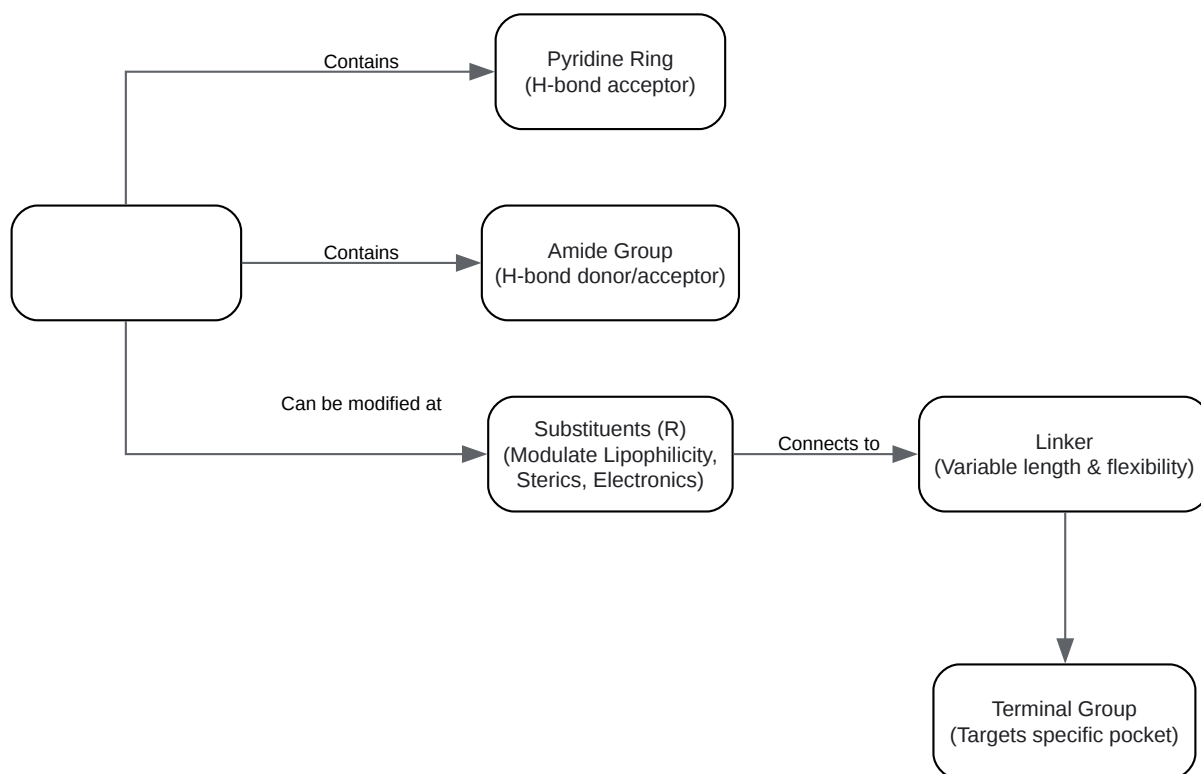 Contains
Pyridine Ring
(H-bond acceptor)
Contains
Amide Group
(H-bond donor/acceptor)
Can be modified at
Substituents (R)
(Modulate Lipophilicity,
Sterics, Electronics)
Connects to
Linker
(Variable length & flexibility)
Terminal Group
(Targets specific pocket)